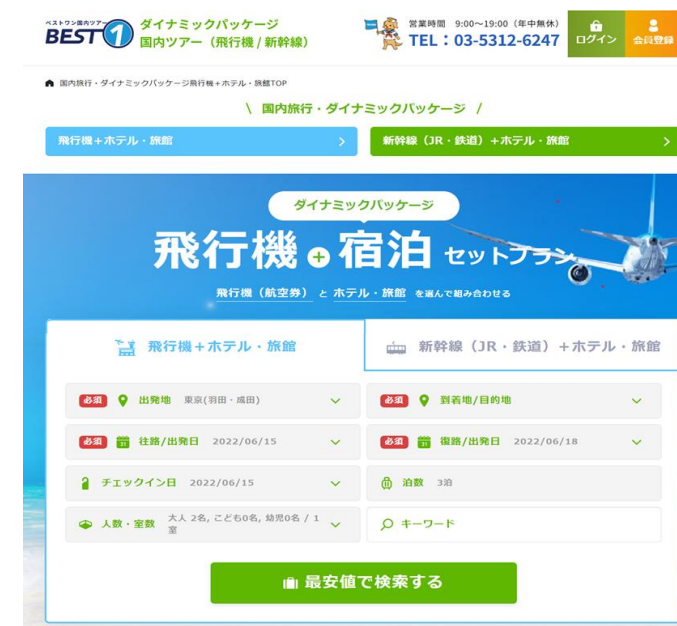 ベストワン国内ツアー
BEST1
ダイナミックパッケージ
国内ツアー（飛行機 / 新幹線）
営業時間 9:00〜19:00（年中無休）
TEL：03-5312-6247
ログイン
会員登録
国内旅行・ダイナミックパッケージ飛行機+ホテル・旅館TOP
\ 国内旅行・ダイナミックパッケージ /
飛行機+ホテル・旅館
新幹線（JR・鉄道）+ホテル・旅館
ダイナミックパッケージ
飛行機+宿泊 セットプラン
飛行機（航空券） と ホテル・旅館 を選んで組み合わせる
飛行機+ホテル・旅館
新幹線（JR・鉄道）+ホテル・旅館
必須 出発地 東京(羽田・成田)
必須 到着地/目的地
必須 31 往路/出発日 2022/06/15
必須 31 復路/出発日 2022/06/18
チェックイン日 2022/06/15
泊数 3泊
人数・室数 大人 2名, こども0名, 幼児0名 / 1
室
キーワード
最安値で検索する